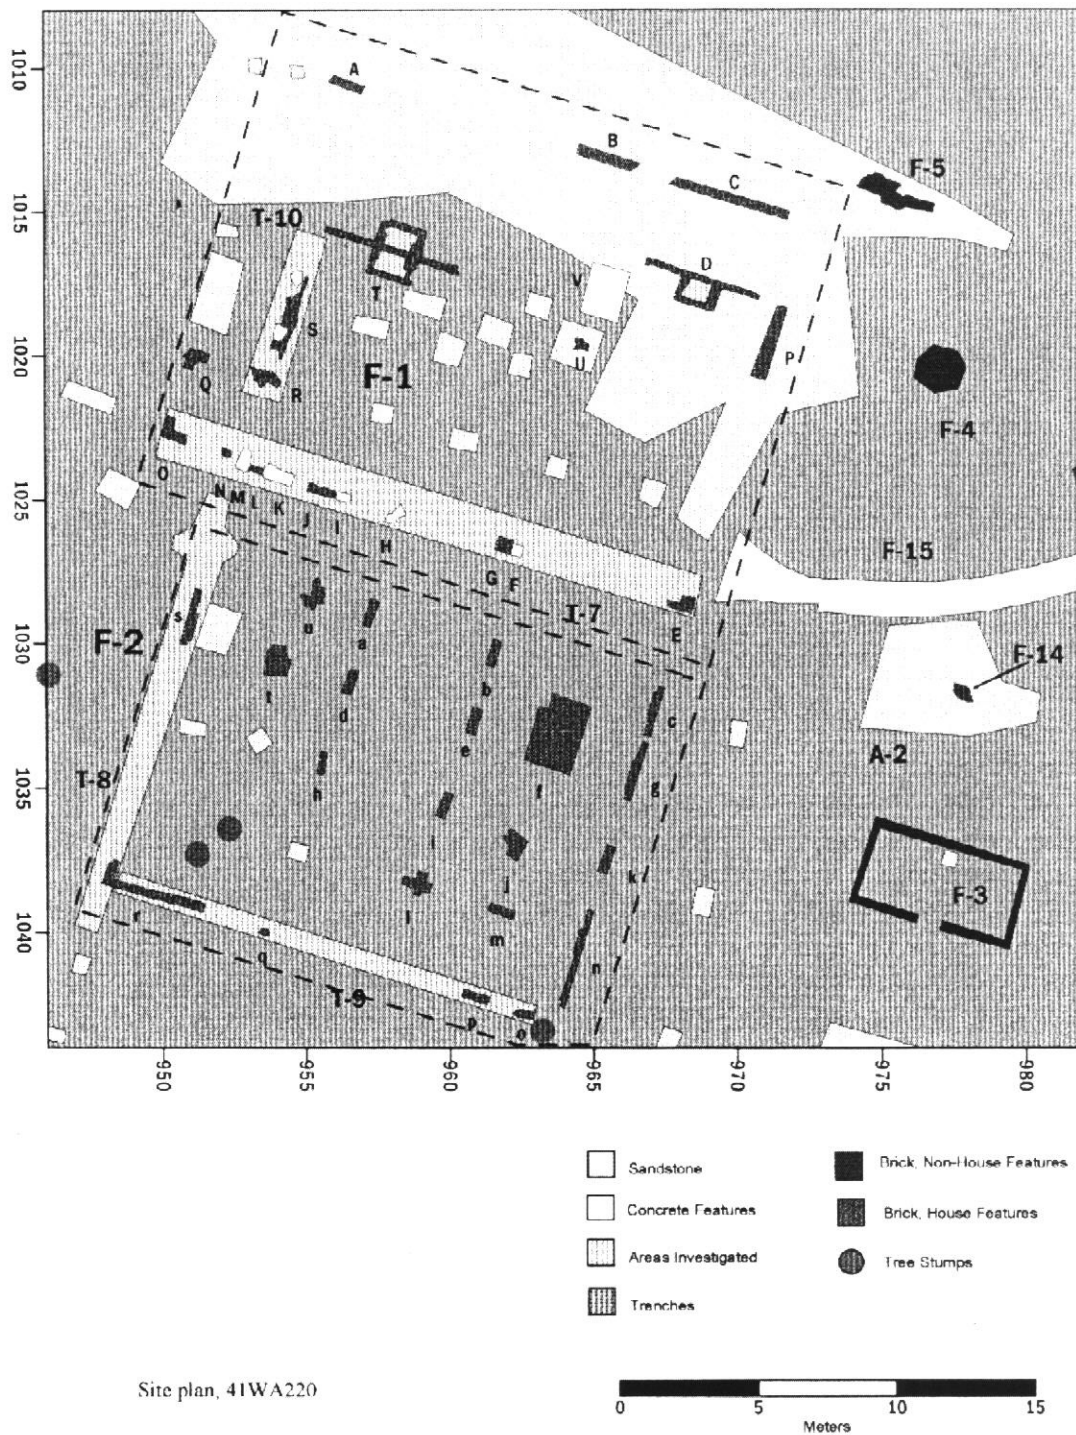 1010
1015
1020
1025
1030
1035
1040
A
B
C
F-5
T-10
D
V
T
S
P
U
Q
R
F-1
F-4
O
N M L K J I
H
G F
F-15
T-7
E
F-2
s
u
a
b
t
d
c
F-14
e
A-2
T-8
h
f
g
i
j
k
F-3
l
m
r
n
q
T-9
p
o
950
955
960
965
970
975
980
Sandstone
Brick, Non-House Features
Concrete Features
Brick, House Features
Areas Investigated
Tree Stumps
Trenches
Site plan, 41WA220
0 5 10 15
Meters